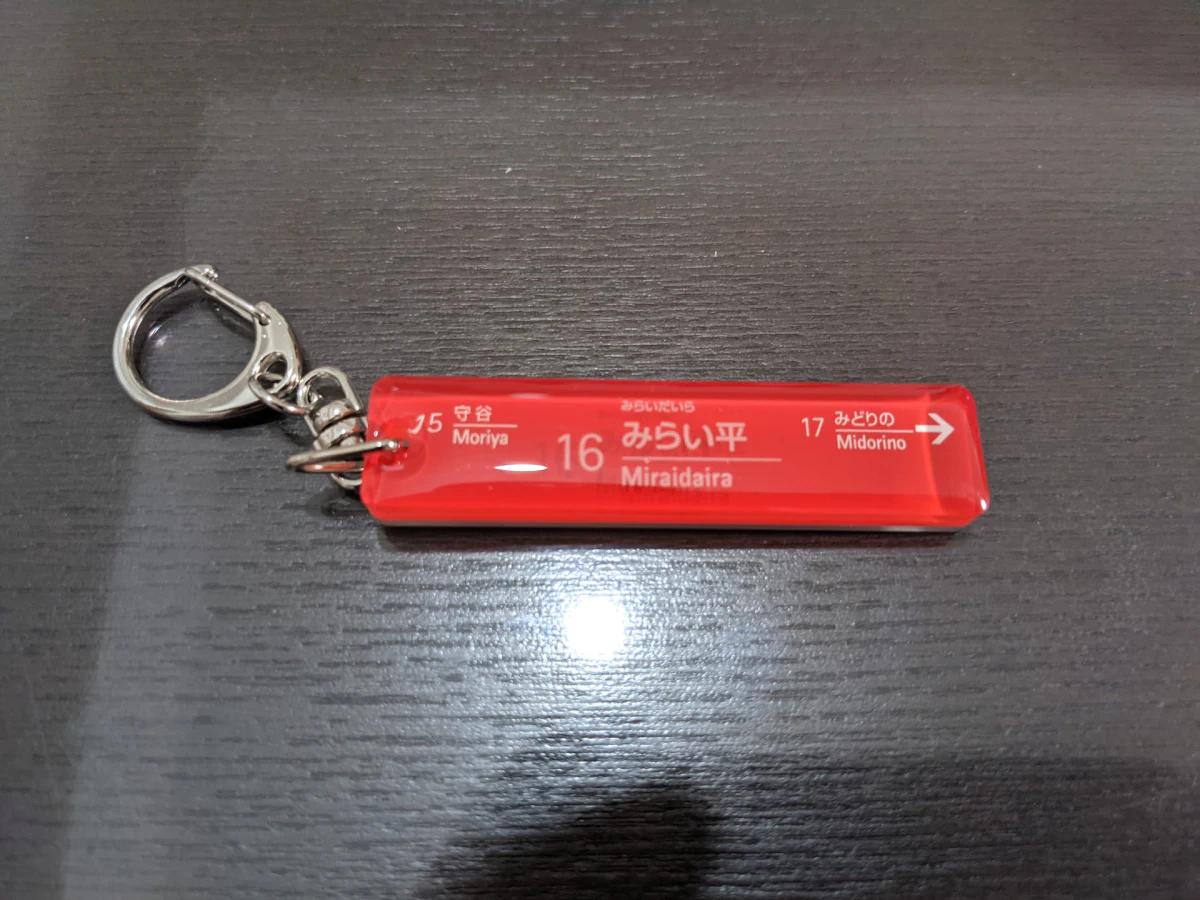 15 守谷
Moriya
みらいだいら
16 みらい平
Miraidaira
17 みどりの
Midorino